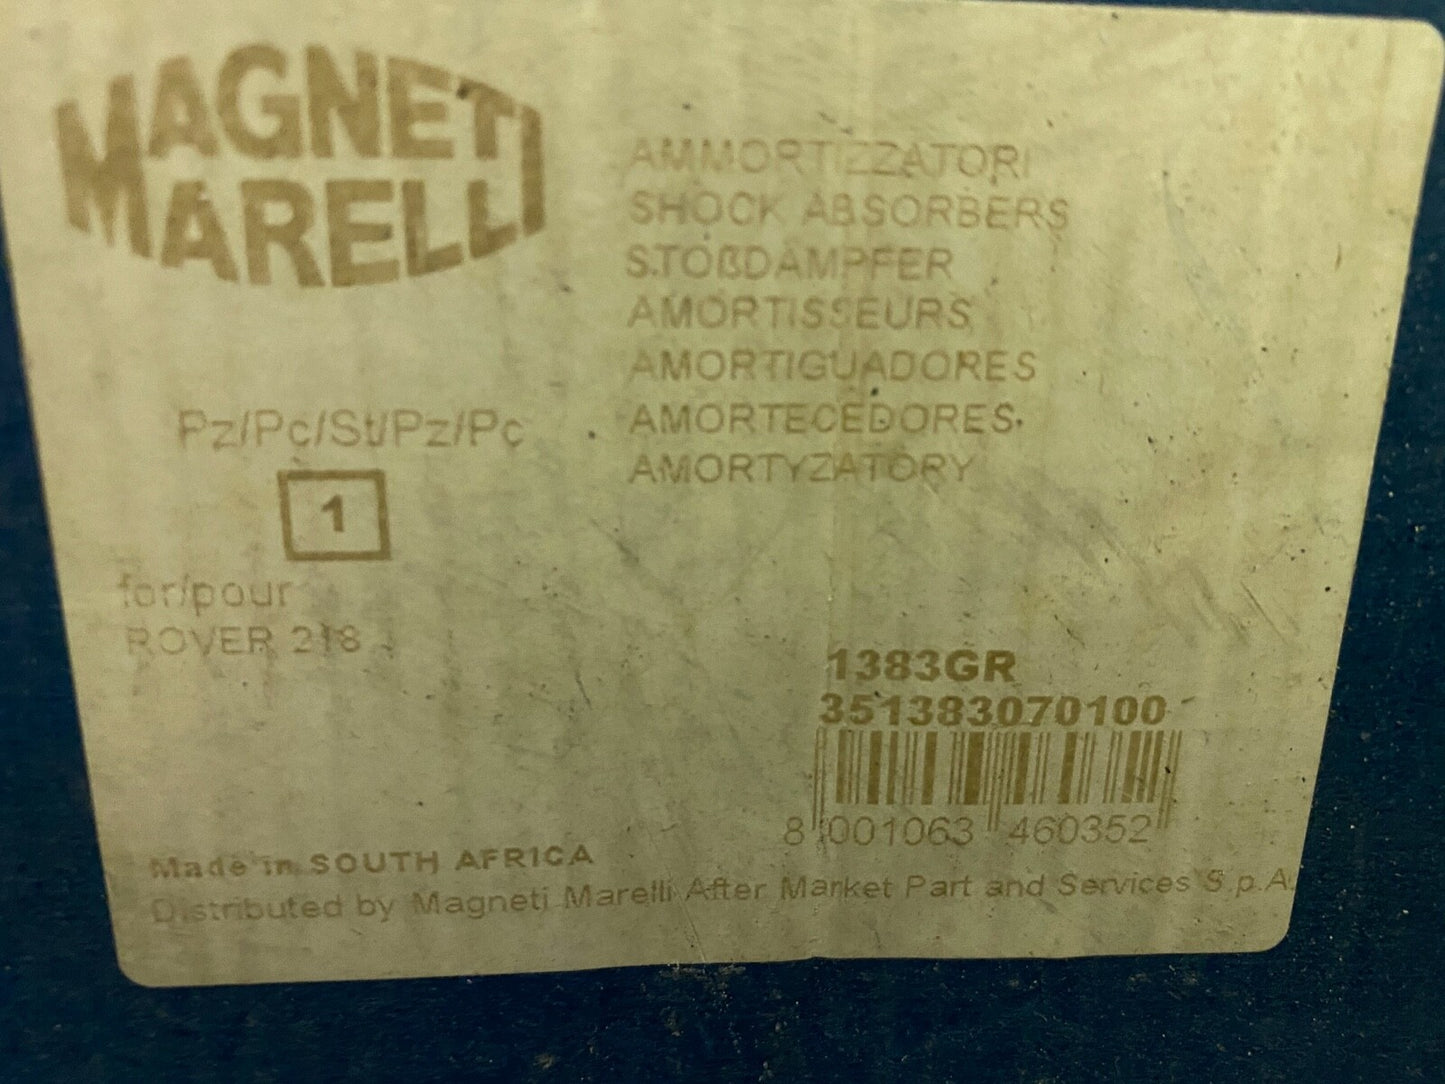 MAGNETI
MARELLI
AMMORTIZZATORI
SHOCK ABSORBERS
STOßDÄMPFER
AMORTISSEURS
AMORTIGUADORES
AMORTECEDORES
AMORTYZATORY
Pz/Pc/St/Pz/Pc
1
for/pour
ROVER 218
1383GR
351383070100
8 001063 460352
Made in SOUTH AFRICA
Distributed by Magneti Marelli After Market Part and Services S.p.A.